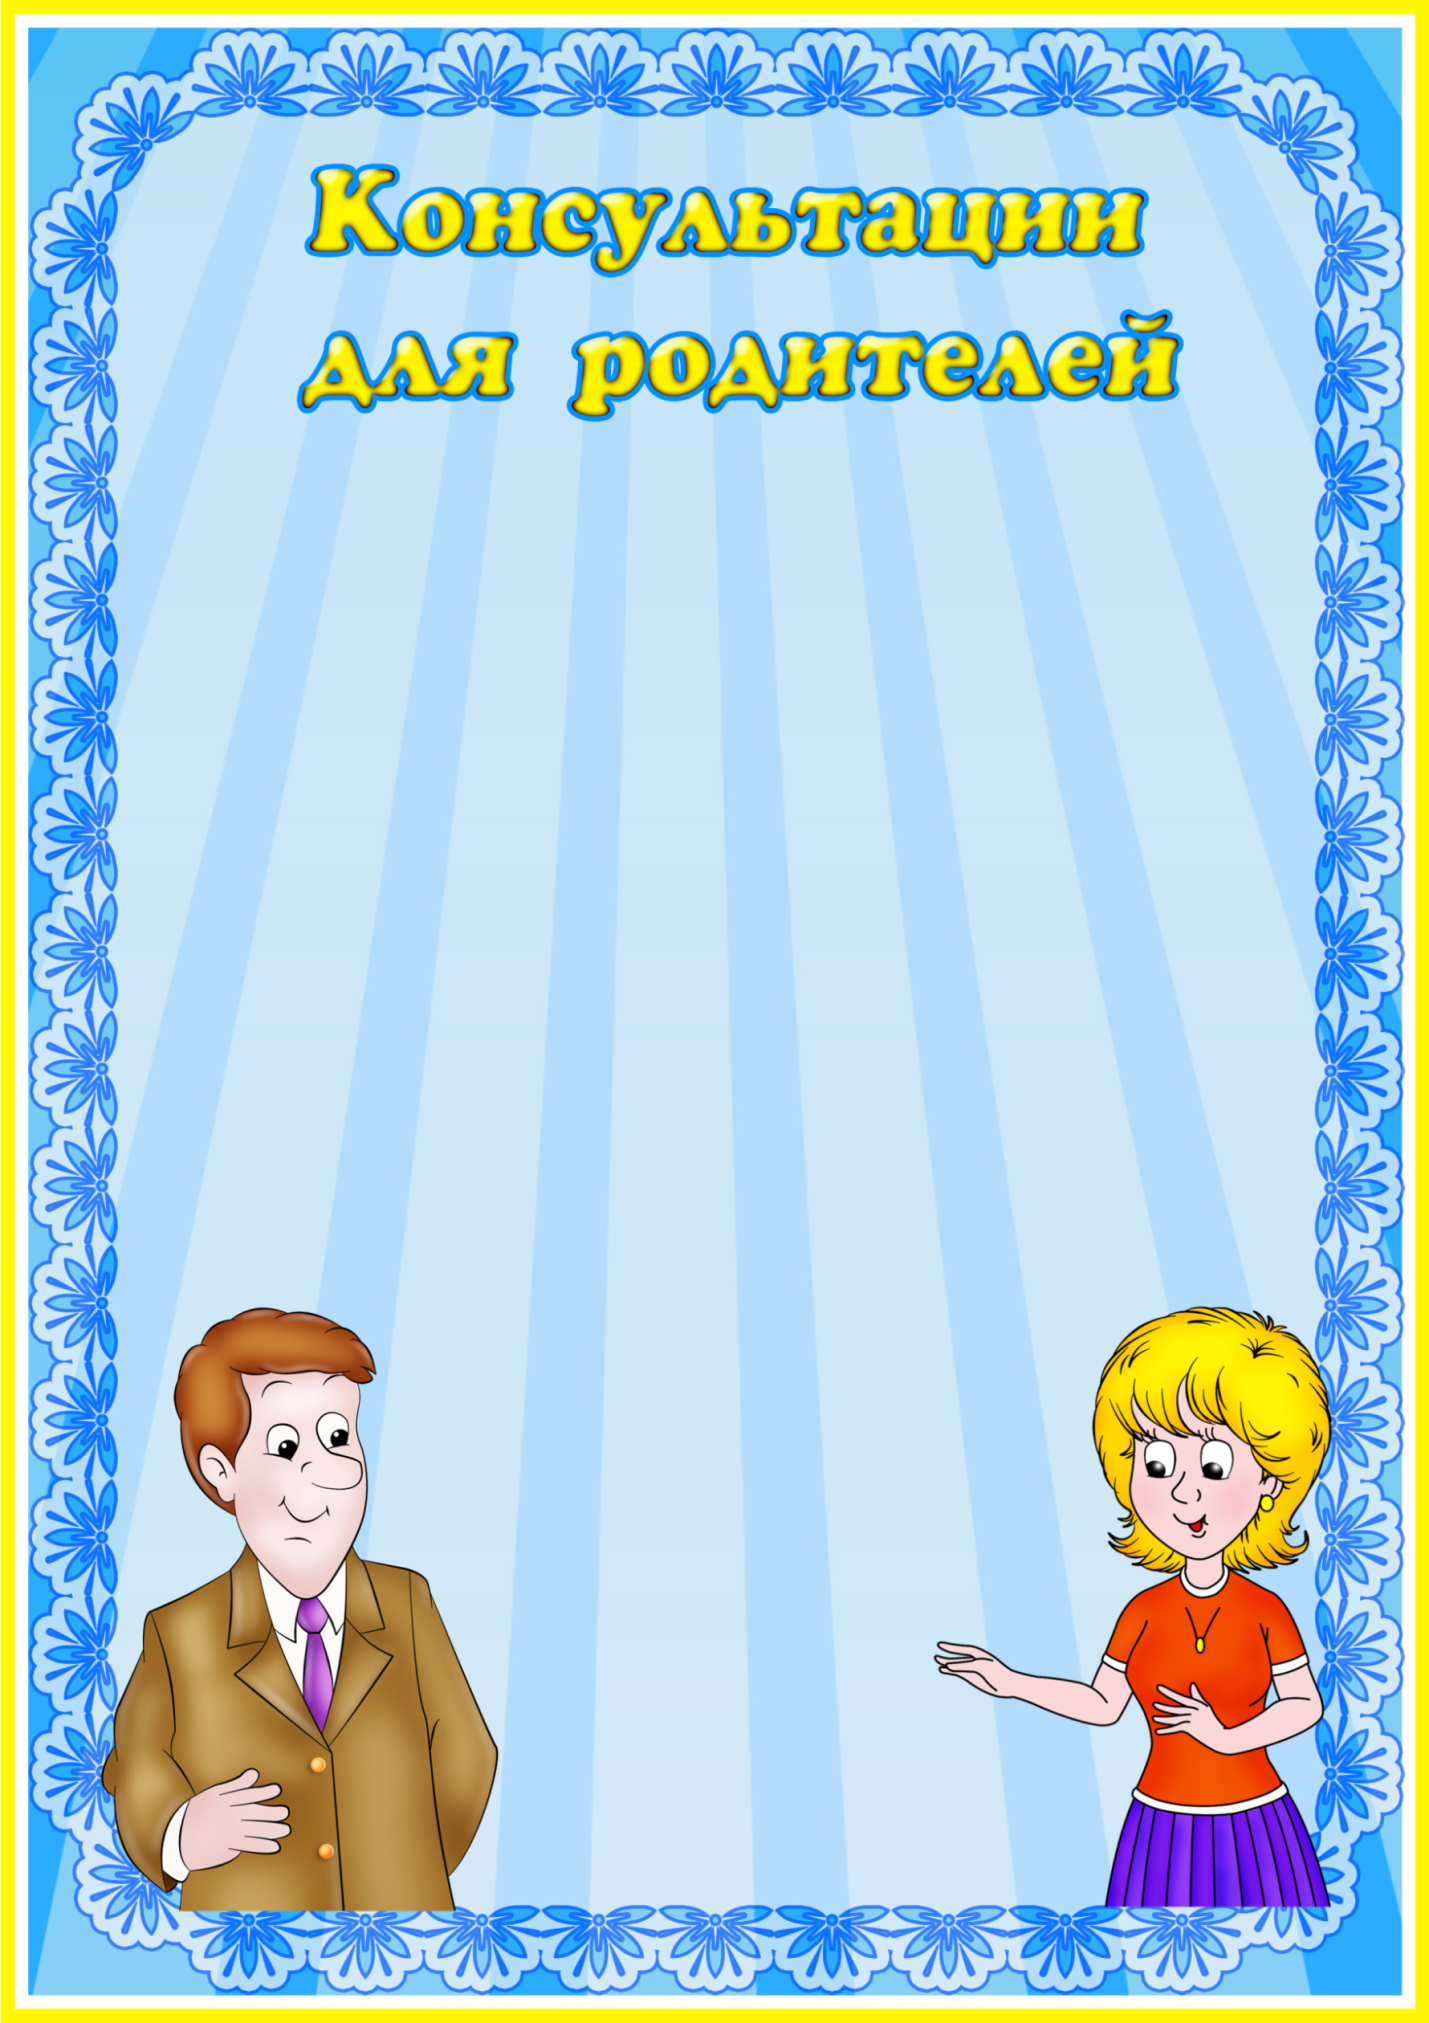 Консультации
для родителей